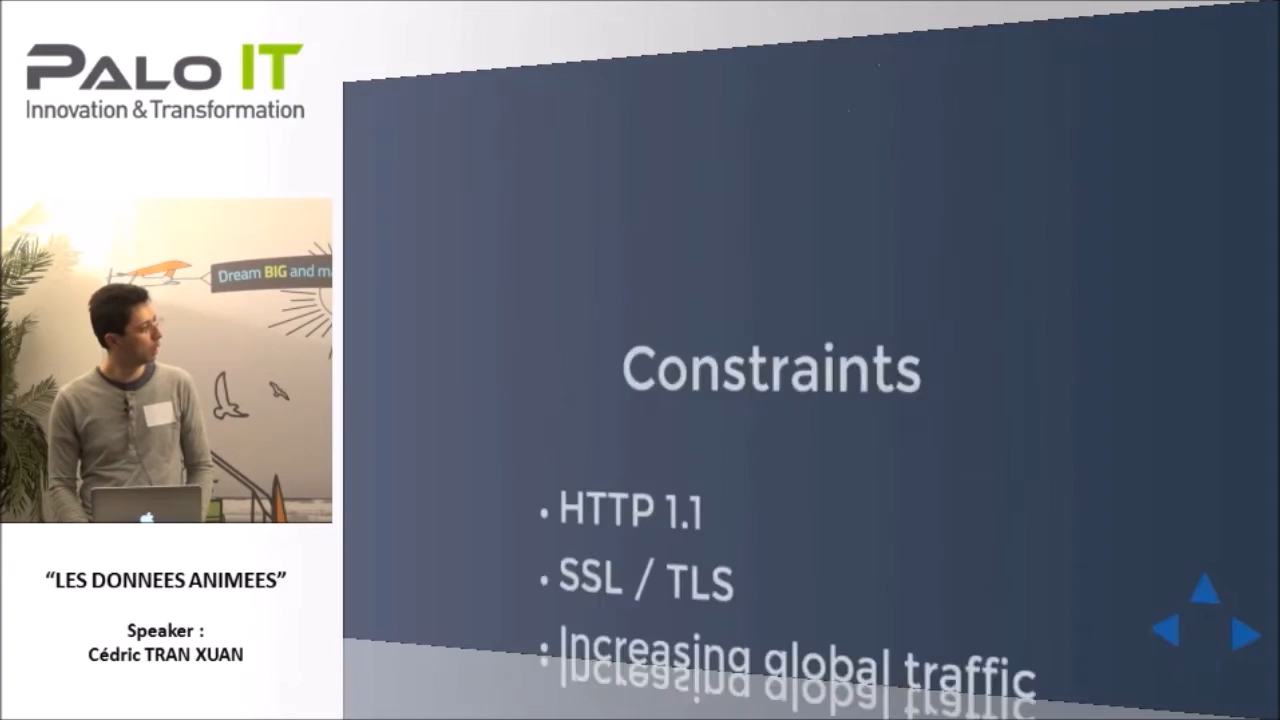 PALO IT
Innovation & Transformation
Dream BIG and
“LES DONNEES ANIMEES”
Speaker :
Cédric TRAN XUAN
Constraints
• HTTP 1.1
• SSL / TLS
• Increasing global traffic